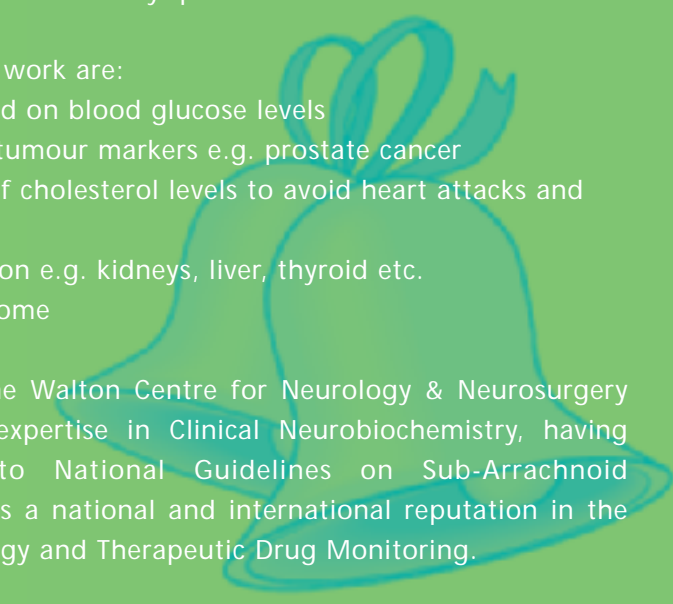 work are:
d on blood glucose levels
tumour markers e.g. prostate cancer
f cholesterol levels to avoid heart attacks and
on e.g. kidneys, liver, thyroid etc.
ome
ne Walton Centre for Neurology & Neurosurgery
expertise in Clinical Neurobiochemistry, having
to National Guidelines on Sub-Arrachnoid
s a national and international reputation in the
gy and Therapeutic Drug Monitoring.